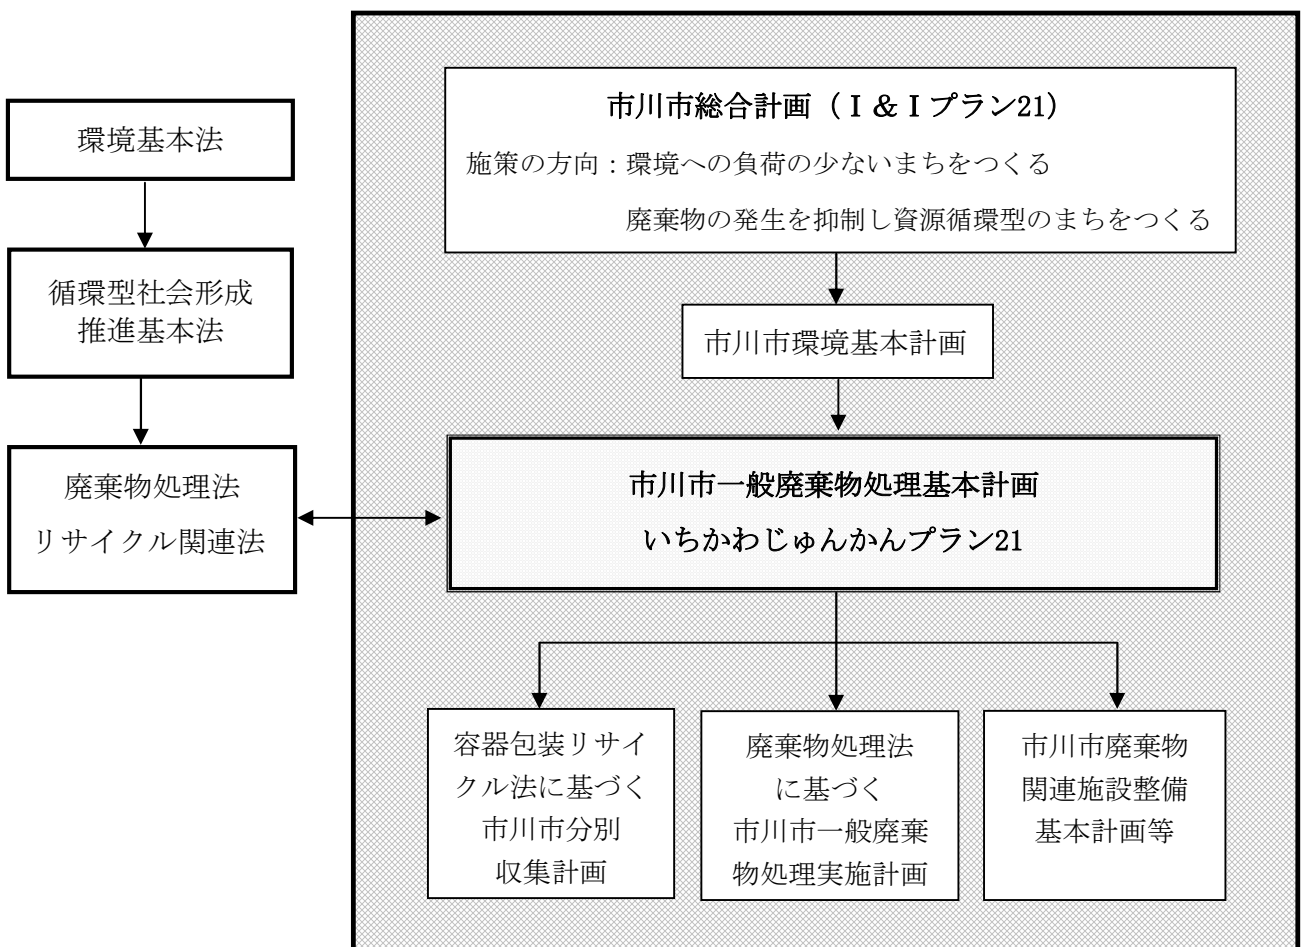 環境基本法
循環型社会形成
推進基本法
廃棄物処理法
リサイクル関連法
市川市総合計画（Ｉ＆Ｉプラン21）
施策の方向：環境への負荷の少ないまちをつくる
廃棄物の発生を抑制し資源循環型のまちをつくる
市川市環境基本計画
市川市一般廃棄物処理基本計画
いちかわじゅんかんプラン21
容器包装リサイ
クル法に基づく
市川市分別
収集計画
廃棄物処理法
に基づく
市川市一般廃棄
物処理実施計画
市川市廃棄物
関連施設整備
基本計画等